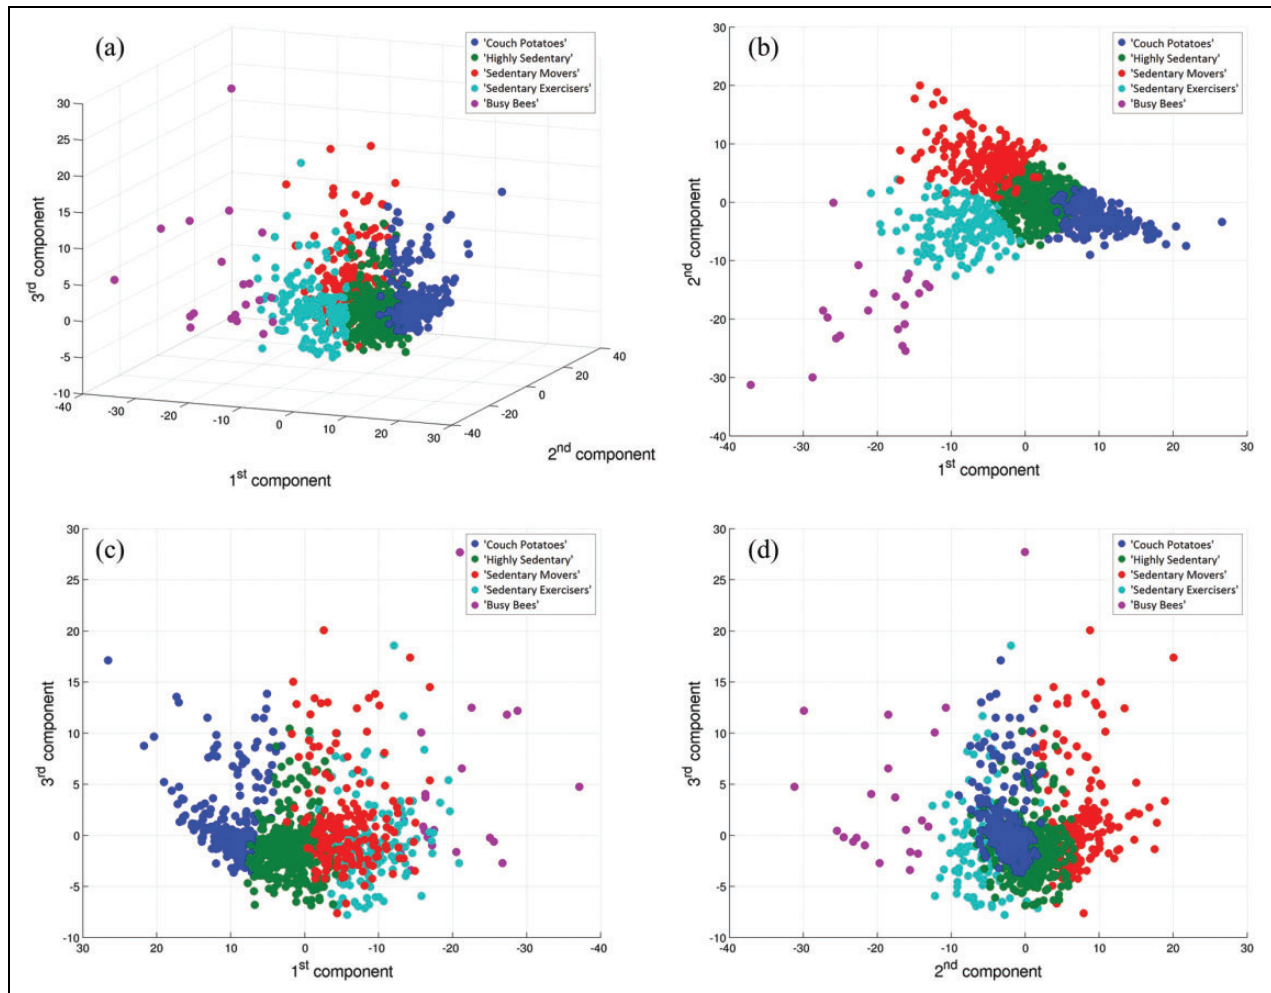 (a)
'Couch Potatoes'
'Highly Sedentary'
'Sedentary Movers'
'Sedentary Exercisers'
'Busy Bees'
30
25
20
15
10
5
0
-5
-10
3rd component
-40
-30
-20
-10
0
10
20
30
1st component
-40
-20
0
20
40
2nd component
(b)
'Couch Potatoes'
'Highly Sedentary'
'Sedentary Movers'
'Sedentary Exercisers'
'Busy Bees'
30
20
10
0
-10
-20
-30
-40
2nd component
-40 -30 -20 -10 0 10 20 30
1st component
(c)
'Couch Potatoes'
'Highly Sedentary'
'Sedentary Movers'
'Sedentary Exercisers'
'Busy Bees'
30
25
20
15
10
5
0
-5
-10
3rd component
30 20 10 0 -10 -20 -30 -40
1st component
(d)
'Couch Potatoes'
'Highly Sedentary'
'Sedentary Movers'
'Sedentary Exercisers'
'Busy Bees'
30
25
20
15
10
5
0
-5
-10
3rd component
-40 -30 -20 -10 0 10 20 30
2nd component